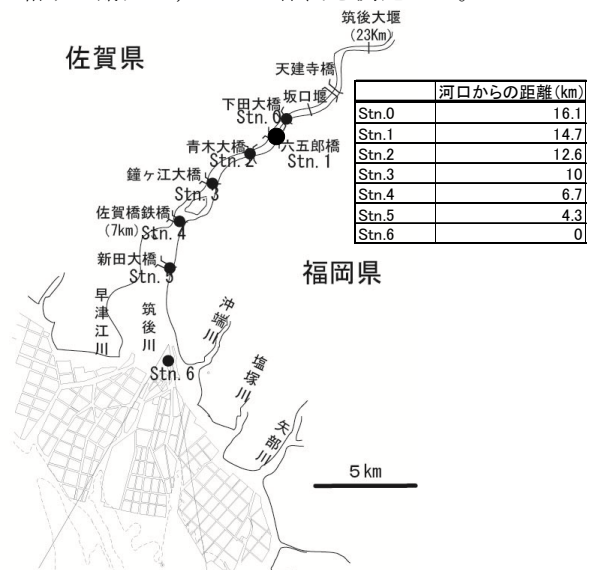 筑後大堰
(23Km)
佐賀県
天建寺橋
下田大橋
坂口堰
Stn.0
六五郎橋
Stn.1
青木大橋
Stn.2
鐘ヶ江大橋
Stn.3
佐賀橋鉄橋
(7km)
Stn.4
新田大橋
Stn.5
福岡県
早津江川
筑後川
沖端川
塩塚川
矢部川
Stn.6
5km
河口からの距離(km)
Stn.0 16.1
Stn.1 14.7
Stn.2 12.6
Stn.3 10
Stn.4 6.7
Stn.5 4.3
Stn.6 0